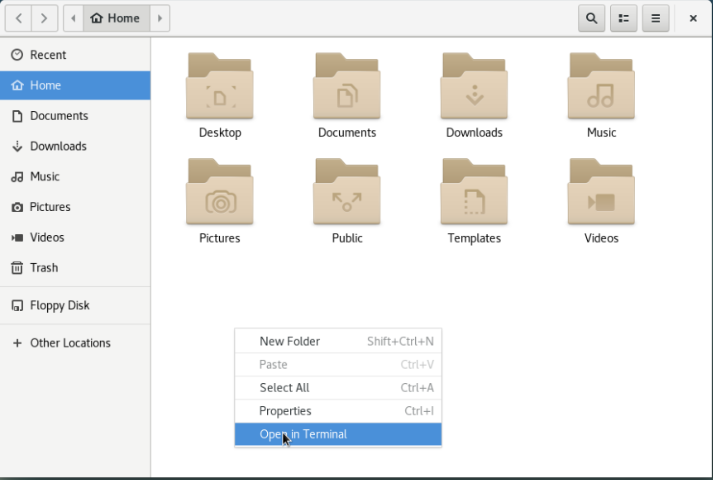 Home
Recent
Home
Documents
Downloads
Music
Pictures
Videos
Trash
Floppy Disk
Other Locations
Desktop Documents Downloads Music
Pictures Public Templates Videos
New Folder Shift+Ctrl+N
Paste Ctrl+V
Select All Ctrl+A
Properties Ctrl+I
Open in Terminal